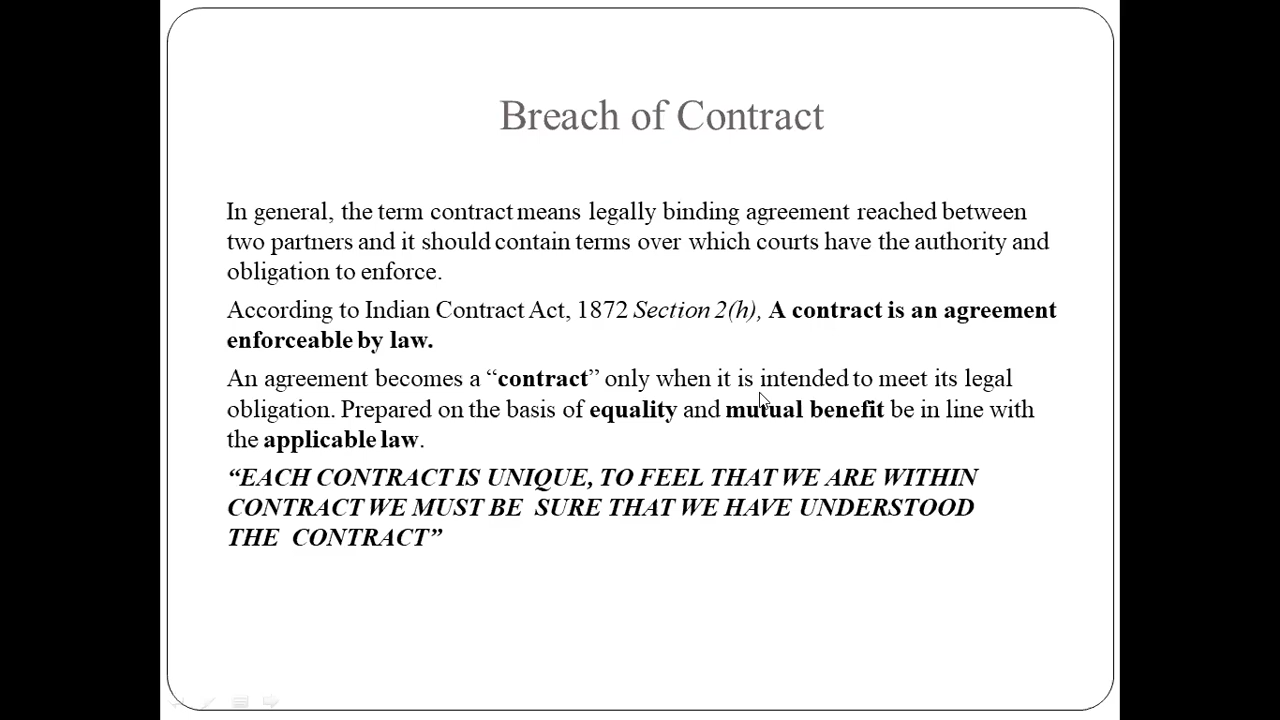 Breach of Contract
In general, the term contract means legally binding agreement reached between
two partners and it should contain terms over which courts have the authority and
obligation to enforce.
According to Indian Contract Act, 1872 Section 2(h), A contract is an agreement
enforceable by law.
An agreement becomes a “contract” only when it is intended to meet its legal
obligation. Prepared on the basis of equality and mutual benefit be in line with
the applicable law.
“EACH CONTRACT IS UNIQUE, TO FEEL THAT WE ARE WITHIN
CONTRACT WE MUST BE SURE THAT WE HAVE UNDERSTOOD
THE CONTRACT”